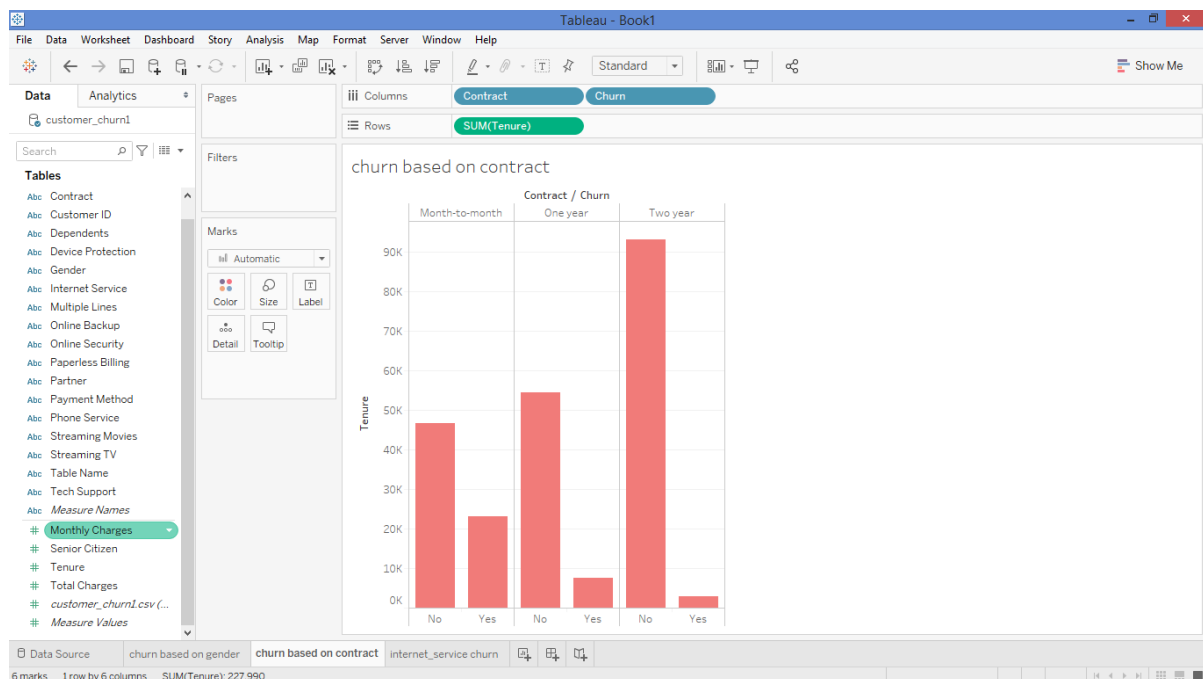 Tableau - Book1
File Data Worksheet Dashboard Story Analysis Map Format Server Window Help
Standard
Show Me
Data Analytics
customer_churn1
Search
Tables
Abc Contract
Abc Customer ID
Abc Dependents
Abc Device Protection
Abc Gender
Abc Internet Service
Abc Multiple Lines
Abc Online Backup
Abc Online Security
Abc Paperless Billing
Abc Partner
Abc Payment Method
Abc Phone Service
Abc Streaming Movies
Abc Streaming TV
Abc Table Name
Abc Tech Support
Abc Measure Names
# Monthly Charges
# Senior Citizen
# Tenure
# Total Charges
# customer_churn1.csv (...
# Measure Values
Pages
Filters
Marks
Automatic
Color Size Label
Detail Tooltip
Columns Contract Churn
Rows SUM(Tenure)
churn based on contract
Contract / Churn
Month-to-month One year Two year
90K
80K
70K
60K
50K
40K
30K
20K
10K
0K
Tenure
No Yes No Yes No Yes
Data Source churn based on gender churn based on contract internet_service churn
6 marks 1 row by 6 columns SUM(Tenure): 227,990